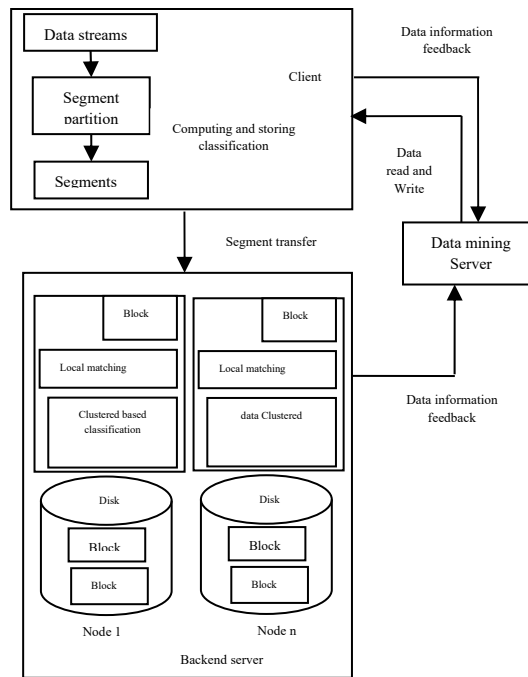 Data streams
Segment
partition
Segments
Client
Computing and storing
classification
Data information
feedback
Data
read and
Write
Data mining
Server
Segment transfer
Block
Local matching
Clustered based
classification
Disk
Block
Block
Node 1
Block
Local matching
data Clustered
Disk
Block
Block
Node n
Backend server
Data information
feedback